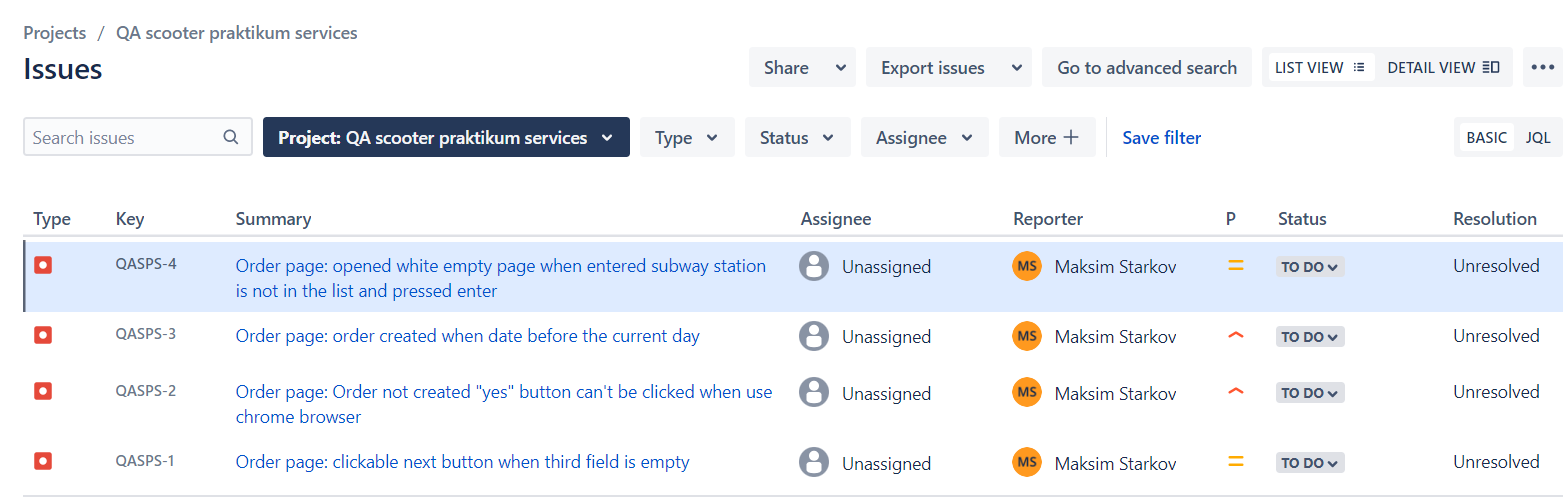 Projects / QA scooter praktikum services
Issues
Share
Export issues
Go to advanced search
LIST VIEW
DETAIL VIEW
Search issues
Project: QA scooter praktikum services
Type
Status
Assignee
More
Save filter
BASIC
JQL
Type Key Summary Assignee Reporter P Status Resolution
QASPS-4 Order page: opened white empty page when entered subway station Unassigned MS Maksim Starkov TO DO Unresolved
is not in the list and pressed enter
QASPS-3 Order page: order created when date before the current day Unassigned MS Maksim Starkov TO DO Unresolved
QASPS-2 Order page: Order not created "yes" button can't be clicked when use Unassigned MS Maksim Starkov TO DO Unresolved
chrome browser
QASPS-1 Order page: clickable next button when third field is empty Unassigned MS Maksim Starkov TO DO Unresolved